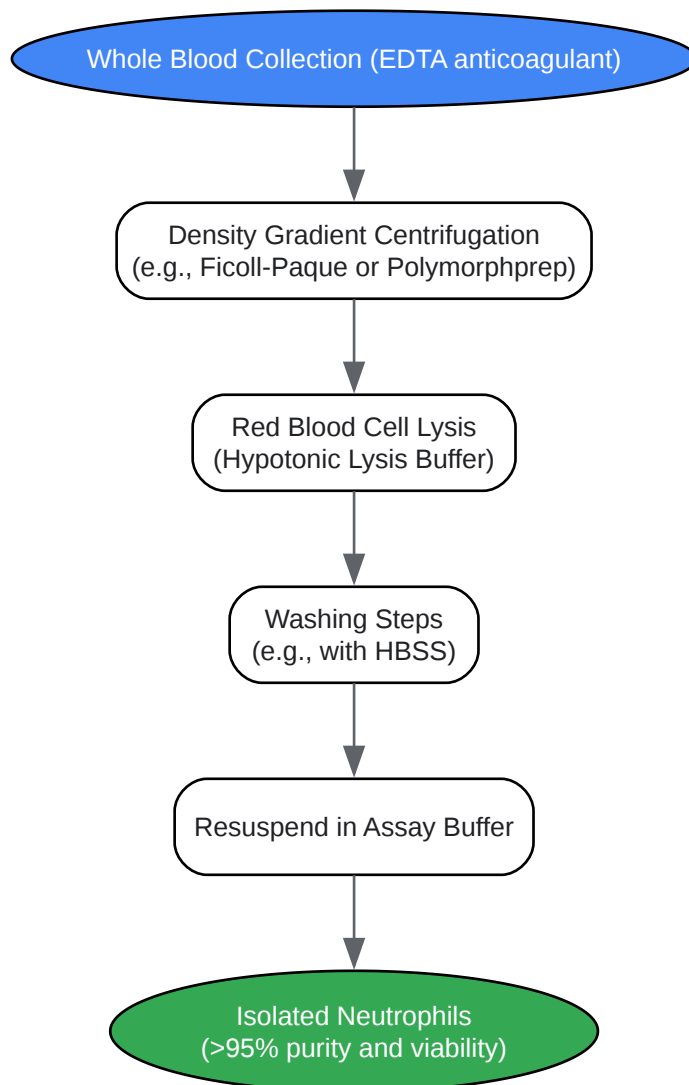 Whole Blood Collection (EDTA anticoagulant)
Density Gradient Centrifugation
(e.g., Ficoll-Paque or Polymorphprep)
Red Blood Cell Lysis
(Hypotonic Lysis Buffer)
Washing Steps
(e.g., with HBSS)
Resuspend in Assay Buffer
Isolated Neutrophils
(>95% purity and viability)